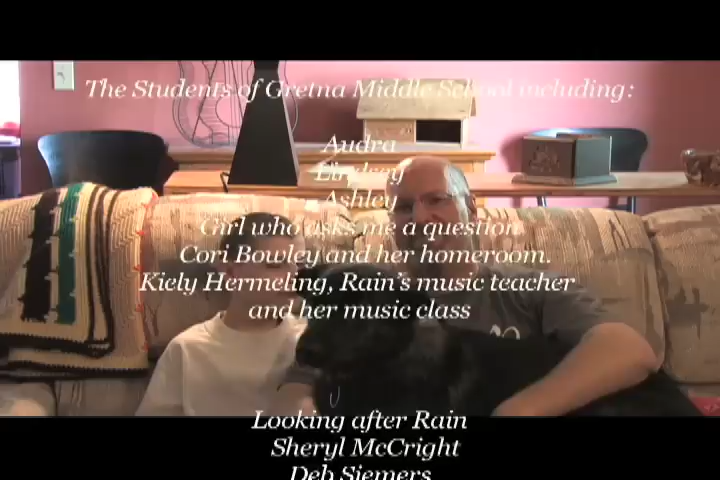 The Students of Gretna Middle School including:
Audra
Lindsey
Ashley
Girl who asks me a question
Cori Bowley and her homeroom.
Kiely Hermeling, Rain's music teacher
and her music class
Looking after Rain
Sheryl McCright
Deb Siemers